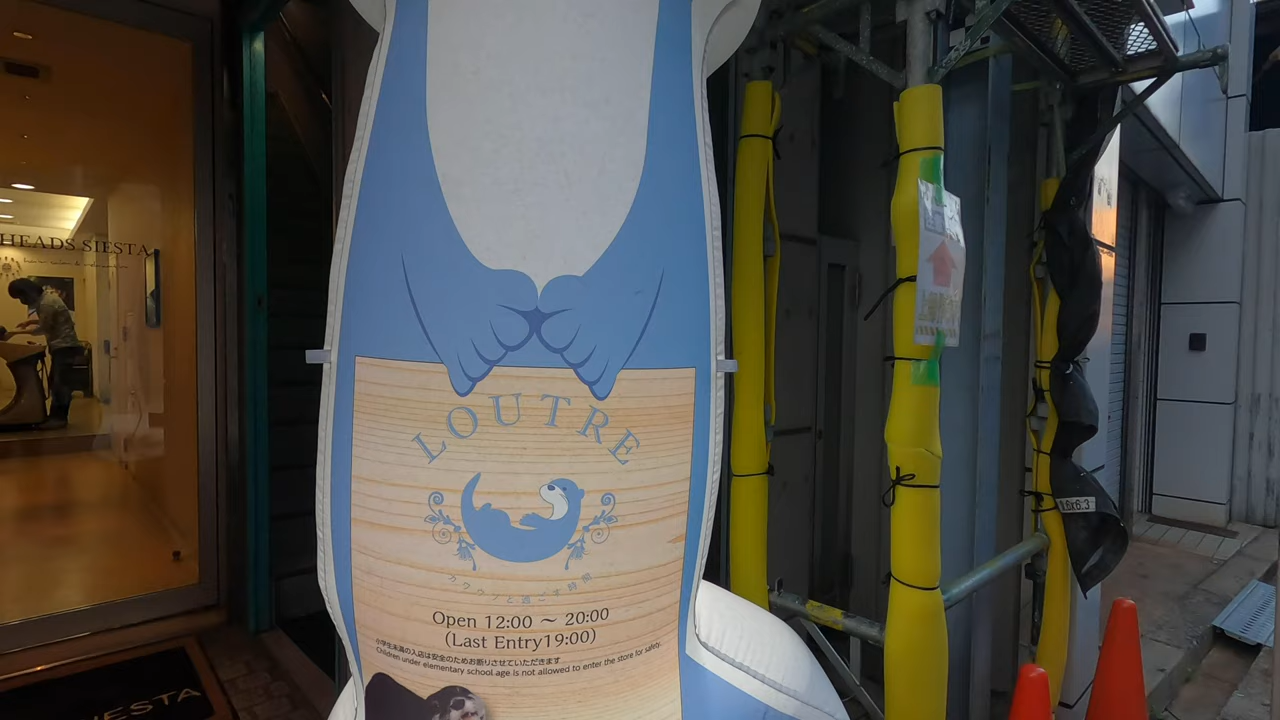 HEADS SIESTA
LOUTRE
カワウソと過ごす時間
Open 12:00 ～ 20:00
(Last Entry19:00)
小学生未満の入店は安全のためお断りさせていただきます
Children under elementary school age is not allowed to enter the store for safety.
SIESTA